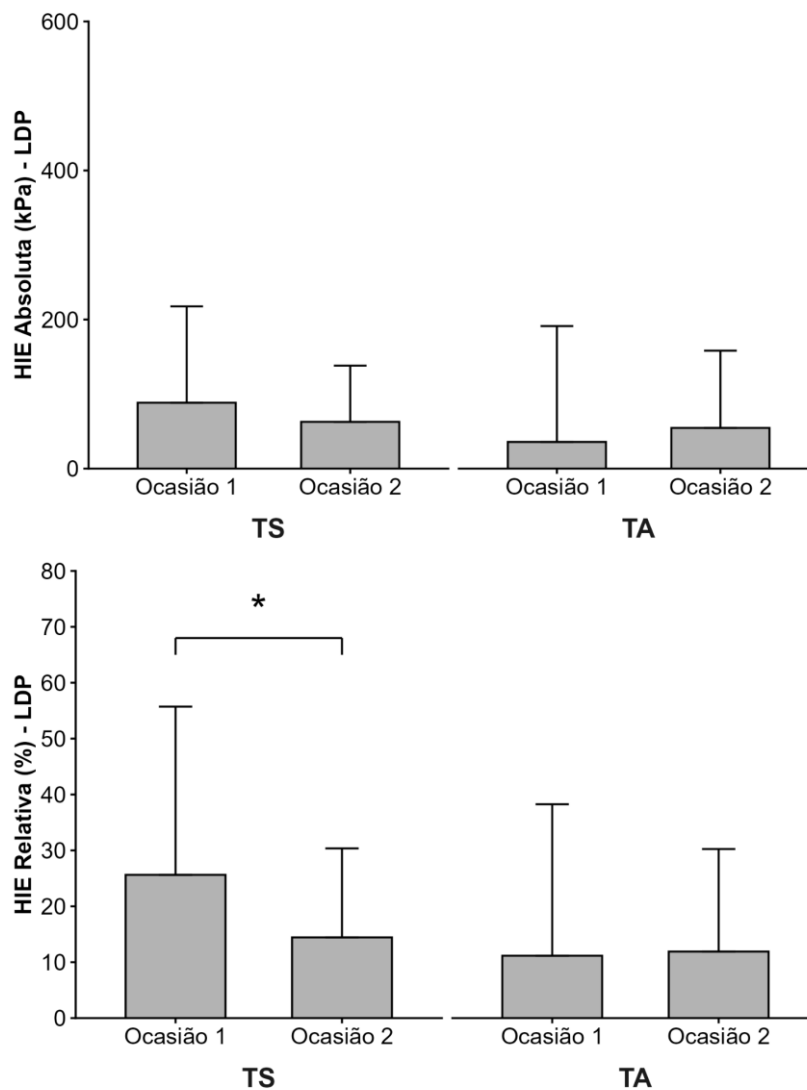 HIE Absoluta (kPa) - LDP
600
400
200
0
Ocasião 1 Ocasião 2 Ocasião 1 Ocasião 2
TS TA
HIE Relativa (%) - LDP
80
70
60
50
40
30
20
10
0
*
Ocasião 1 Ocasião 2 Ocasião 1 Ocasião 2
TS TA